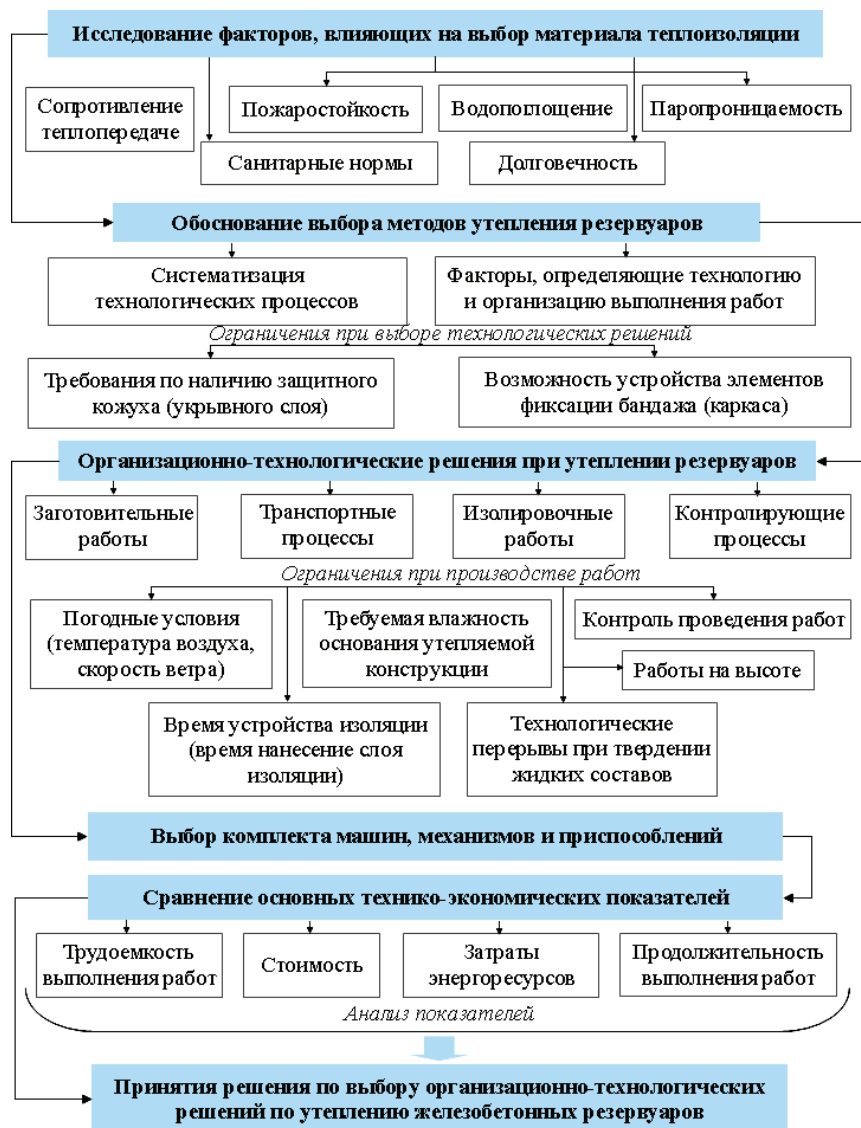 Исследование факторов, влияющих на выбор материала теплоизоляции
Сопротивление
теплопередаче
Пожаростойкость
Водопоглощение
Паропроницаемость
Санитарные нормы
Долговечность
Обоснование выбора методов утепления резервуаров
Систематизация
технологических процессов
Факторы, определяющие технологию
и организацию выполнения работ
Ограничения при выборе технологических решений
Требования по наличию защитного
кожуха (укрывного слоя)
Возможность устройства элементов
фиксации бандажа (каркаса)
Организационно-технологические решения при утеплении резервуаров
Заготовительные
работы
Транспортные
процессы
Изолировочные
работы
Контролирующие
процессы
Ограничения при производстве работ
Погодные условия
(температура воздуха,
скорость ветра)
Требуемая влажность
основания утепляемой
конструкции
Контроль проведения работ
Работы на высоте
Время устройства изоляции
(время нанесение слоя
изоляции)
Технологические
перерывы при твердении
жидких составов
Выбор комплекта машин, механизмов и приспособлений
Сравнение основных технико-экономических показателей
Трудоемкость
выполнения работ
Стоимость
Затраты
энергоресурсов
Продолжительность
выполнения работ
Анализ показателей
Принятия решения по выбору организационно-технологических
решений по утеплению железобетонных резервуаров